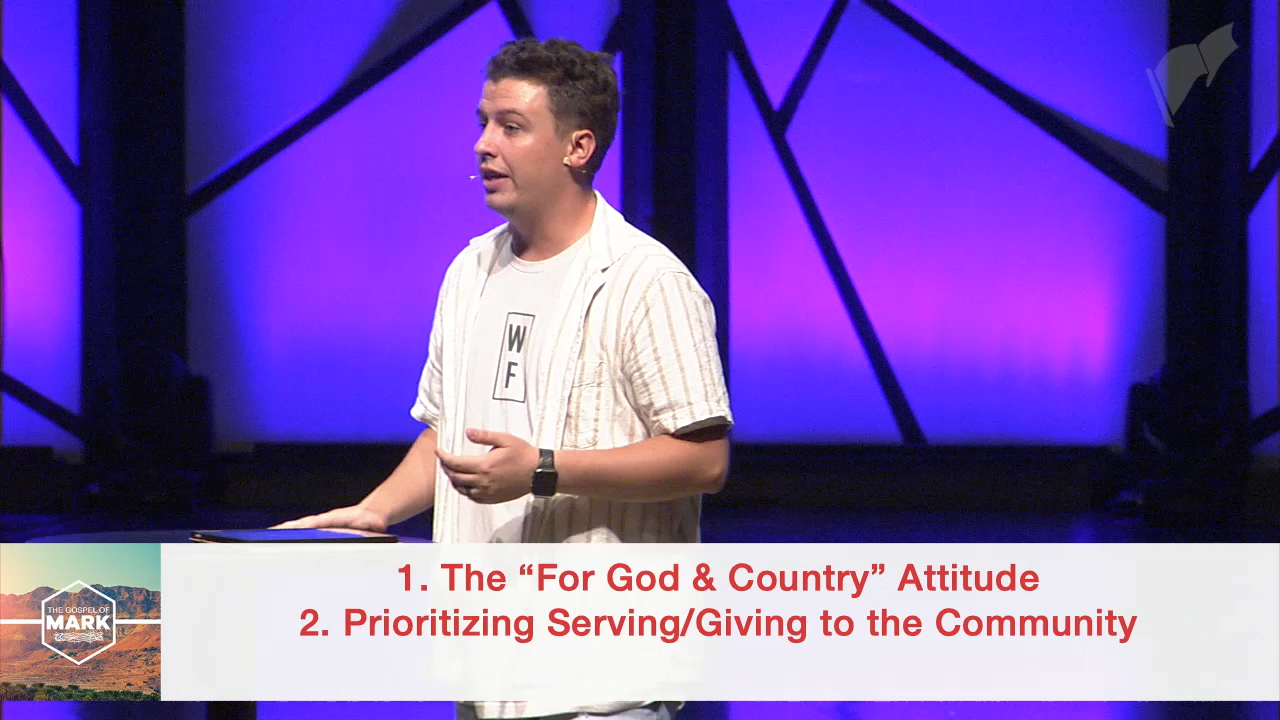 W
F
1. The “For God & Country” Attitude
2. Prioritizing Serving/Giving to the Community
THE GOSPEL OF
MARK